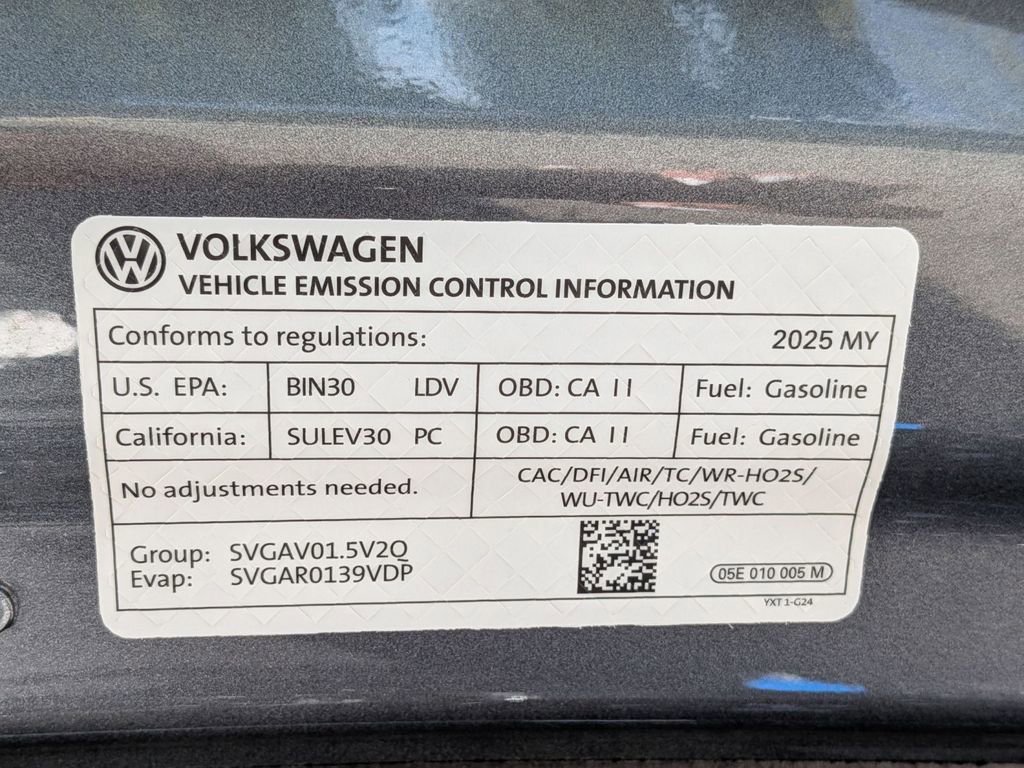 VOLKSWAGEN
VEHICLE EMISSION CONTROL INFORMATION
Conforms to regulations: 2025 MY
U.S. EPA: BIN30 LDV OBD: CA II Fuel: Gasoline
California: SULEV30 PC OBD: CA II Fuel: Gasoline
No adjustments needed. CAC/DFI/AIR/TC/WR-HO2S/
WU-TWC/HO2S/TWC
Group: SVGAV01.5V2Q
Evap: SVGAR0139VDP
05E 010 005 M
YXT 1-G24